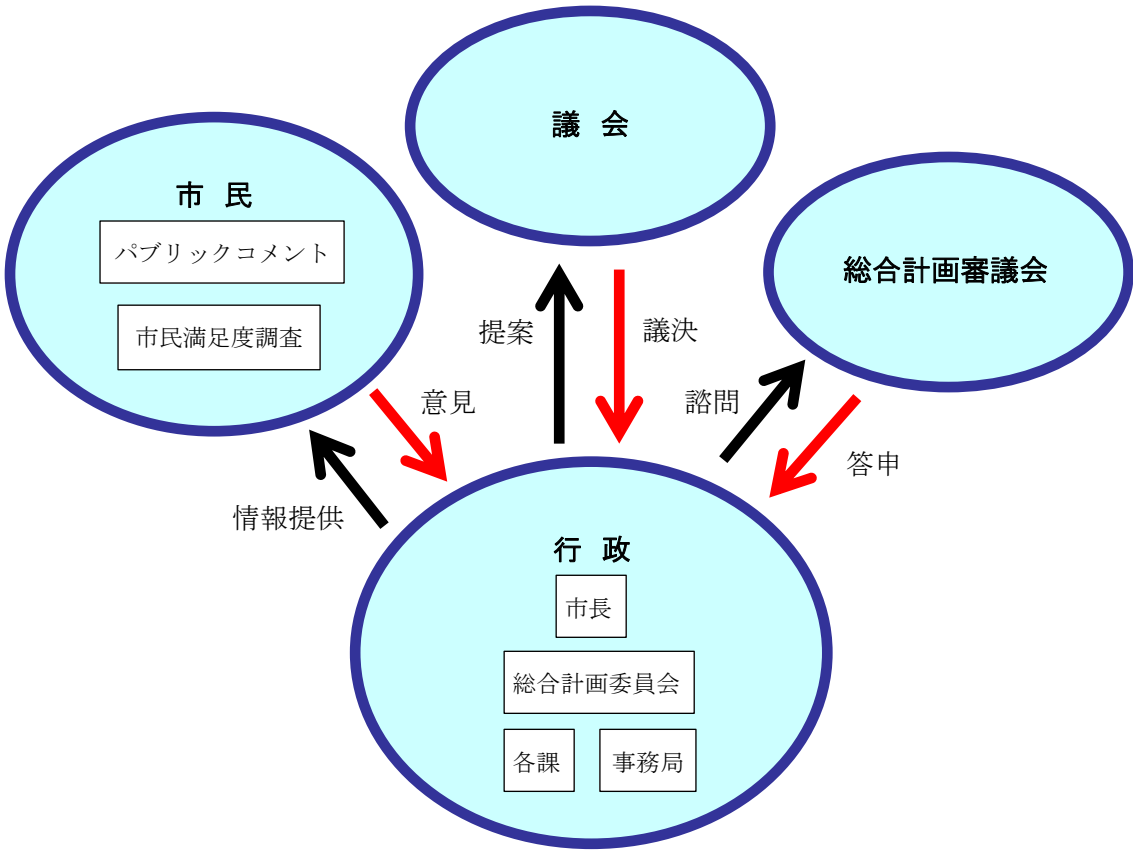 議 会
市 民
パブリックコメント
市民満足度調査
総合計画審議会
提案
議決
意見
諮問
答申
情報提供
行 政
市長
総合計画委員会
各課
事務局